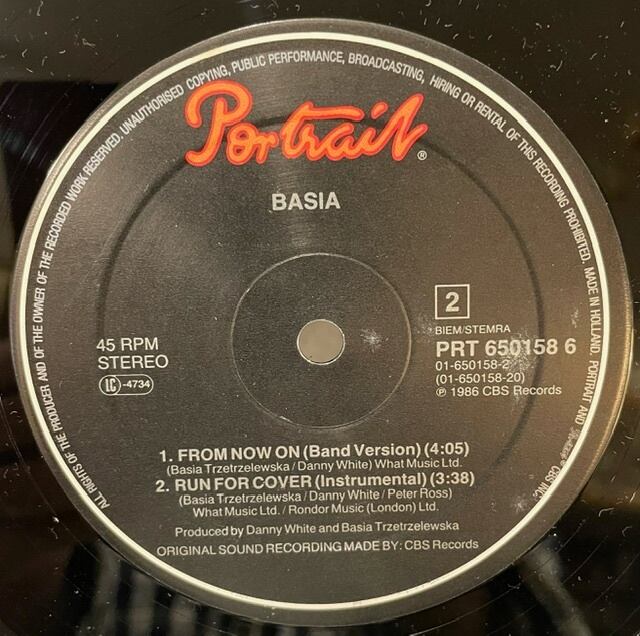 ALL RIGHTS OF THE PRODUCER AND OF THE OWNER OF THE RECORDED WORK RESERVED. UNAUTHORISED COPYING, PUBLIC PERFORMANCE, BROADCASTING, HIRING OR RENTAL OF THIS RECORDING PROHIBITED. MADE IN HOLLAND. PORTRAIT AND CBS INC.
Portrait®
BASIA
2
BIEM/STEMRA
45 RPM
STEREO
LC-4734
PRT 650158 6
01-650158-2
(01-650158-20)
℗ 1986 CBS Records
1. FROM NOW ON (Band Version) (4:05)
(Basia Trzetrzelewska / Danny White) What Music Ltd.
2. RUN FOR COVER (Instrumental) (3:38)
(Basia Trzetrzelewska / Danny White / Peter Ross)
What Music Ltd. / Rondor Music (London) Ltd.
Produced by Danny White and Basia Trzetrzelewska
ORIGINAL SOUND RECORDING MADE BY: CBS Records